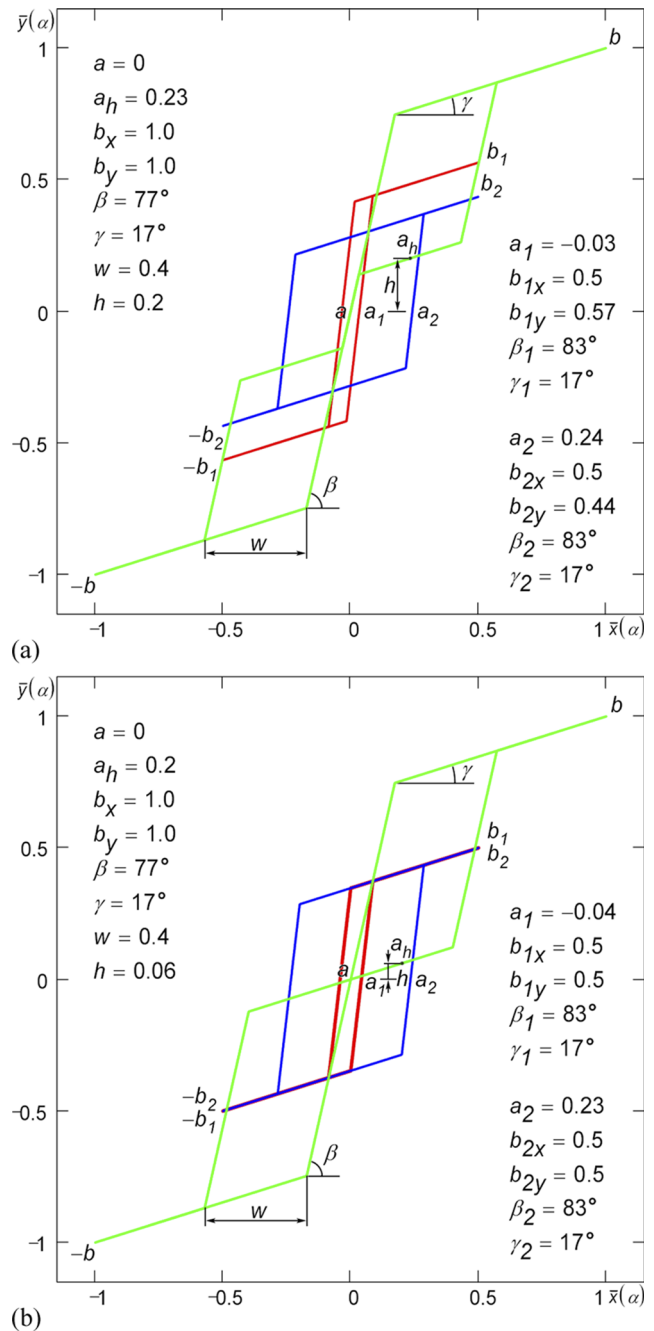 ȳ(α)
1
a = 0
a_h = 0.23
b_x = 1.0
b_y = 1.0
β = 77°
γ = 17°
w = 0.4
h = 0.2
b
γ
b_1
b_2
0.5
a_h
h
a a_1 a_2
0
a_1 = −0.03
b_1x = 0.5
b_1y = 0.57
β_1 = 83°
γ_1 = 17°
−b_2
−b_1
−0.5
a_2 = 0.24
b_2x = 0.5
b_2y = 0.44
β_2 = 83°
γ_2 = 17°
β
w
−b
−1
−1 −0.5 0 0.5 1 x̄(α)
(a)
ȳ(α)
1
a = 0
a_h = 0.2
b_x = 1.0
b_y = 1.0
β = 77°
γ = 17°
w = 0.4
h = 0.06
b
γ
b_1
b_2
0.5
a_h
a h
a_1 a_2
0
a_1 = −0.04
b_1x = 0.5
b_1y = 0.5
β_1 = 83°
γ_1 = 17°
−b_2
−b_1
−0.5
a_2 = 0.23
b_2x = 0.5
b_2y = 0.5
β_2 = 83°
γ_2 = 17°
β
w
−b
−1
−1 −0.5 0 0.5 1 x̄(α)
(b)